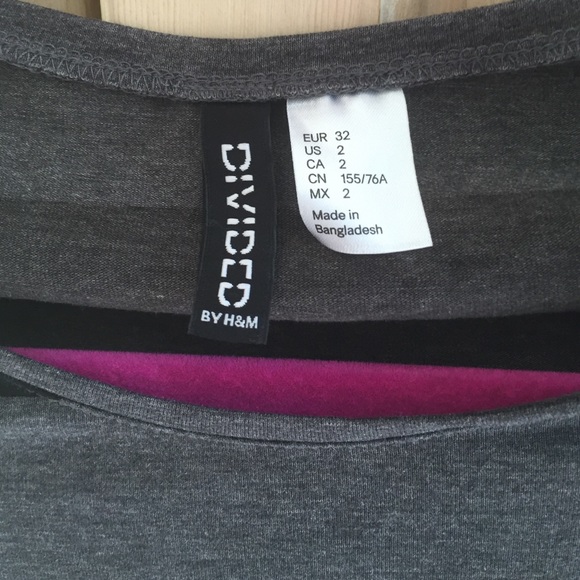 DIVIDED
BY H&M
EUR 32
US 2
CA 2
CN 155/76A
MX 2
Made in
Bangladesh